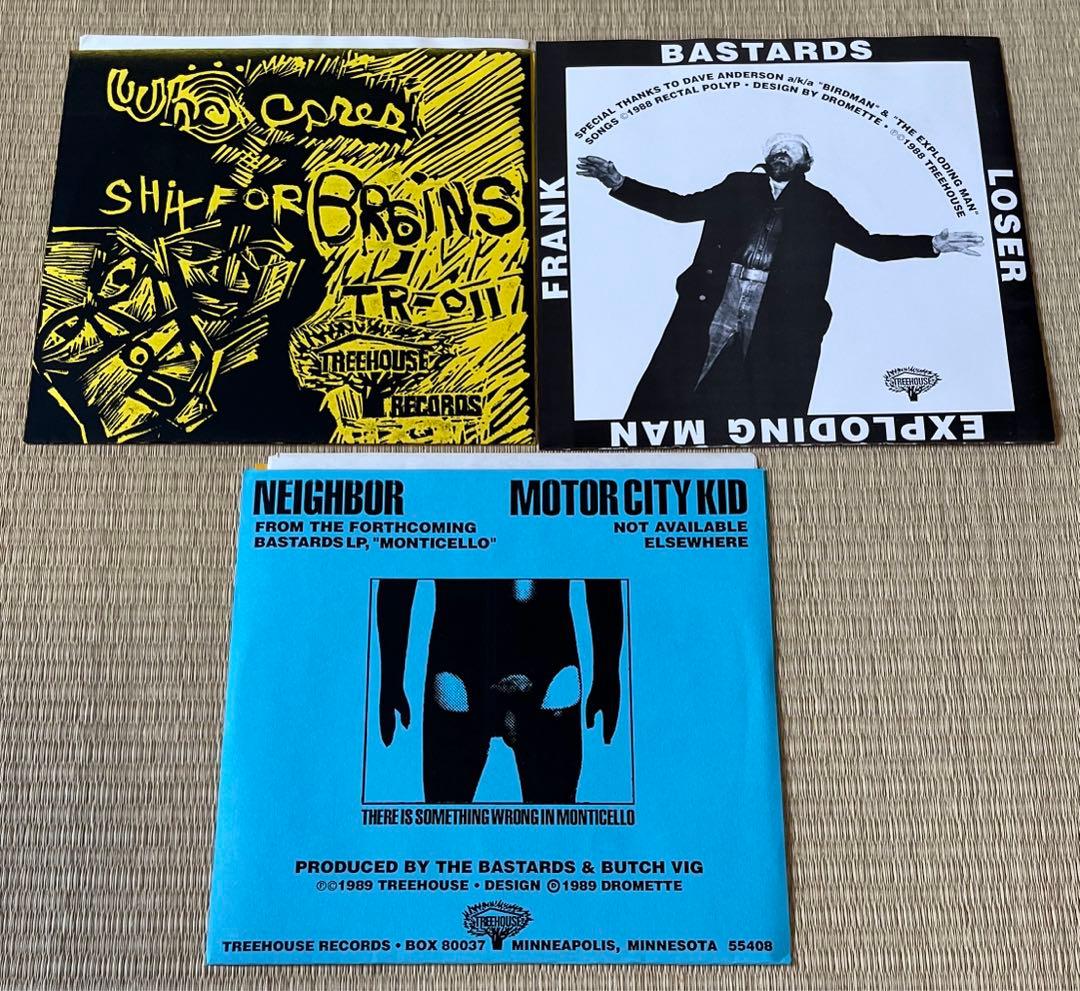 Who cares
SHit FOR BRAiNS
TR-011
TREEHOUSE
RECORDS
BASTARDS
SPECIAL THANKS TO DAVE ANDERSON a/k/a "BIRDMAN" & "THE EXPLODING MAN"
SONGS ©1988 RECTAL POLYP • DESIGN BY DROMETTE • ℗©1988 TREEHOUSE
FRANK
LOSER
TREEHOUSE
EXPLODING MAN
NEIGHBOR
FROM THE FORTHCOMING
BASTARDS LP, "MONTICELLO"
MOTOR CITY KID
NOT AVAILABLE
ELSEWHERE
THERE IS SOMETHING WRONG IN MONTICELLO
PRODUCED BY THE BASTARDS & BUTCH VIG
℗©1989 TREEHOUSE • DESIGN ©1989 DROMETTE
TREEHOUSE
TREEHOUSE RECORDS • BOX 80037 MINNEAPOLIS, MINNESOTA 55408